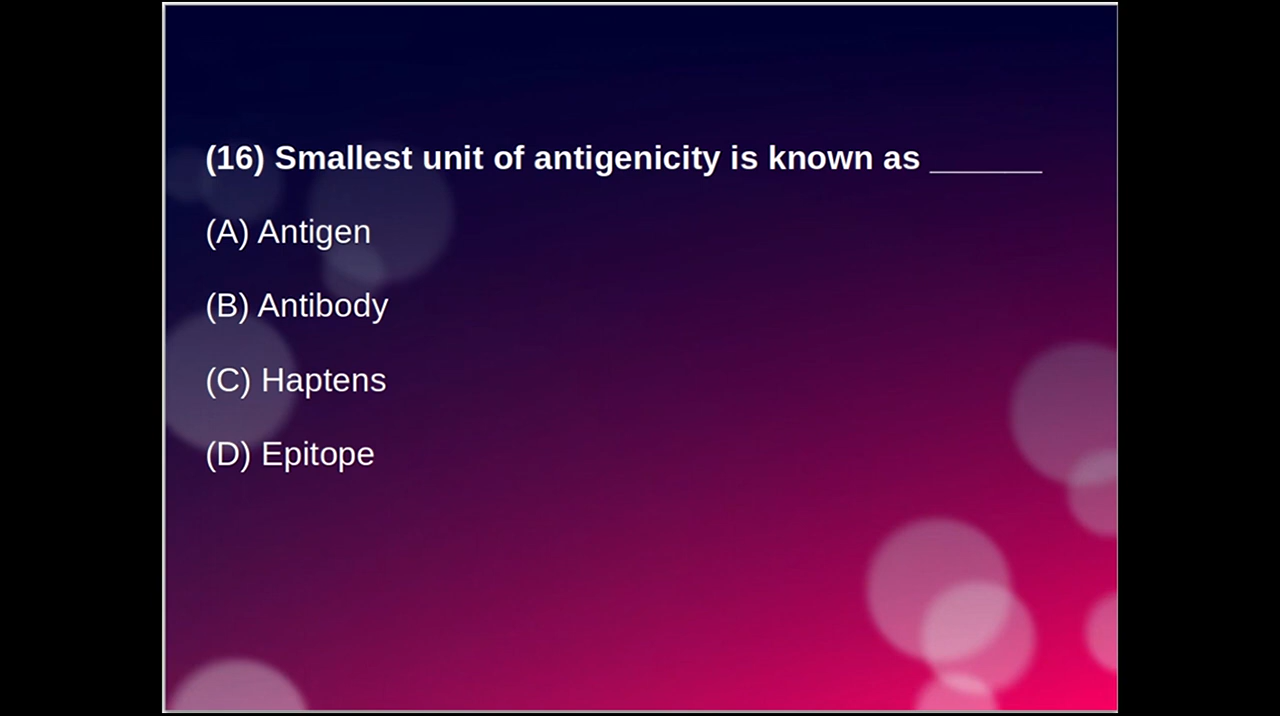 (16) Smallest unit of antigenicity is known as ______
(A) Antigen
(B) Antibody
(C) Haptens
(D) Epitope